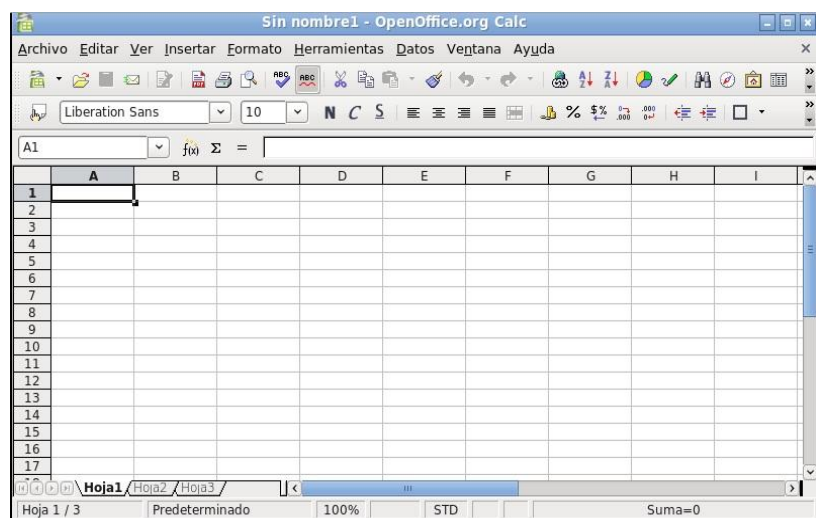 Sin nombre1 - OpenOffice.org Calc
Archivo Editar Ver Insertar Formato Herramientas Datos Ventana Ayuda
ABC ABC
Liberation Sans 10 N C S % $%
A1 f(x) Σ =
A B C D E F G H I
1
2
3
4
5
6
7
8
9
10
11
12
13
14
15
16
17
Hoja1 Hoja2 Hoja3
Hoja 1 / 3 Predeterminado 100% STD Suma=0